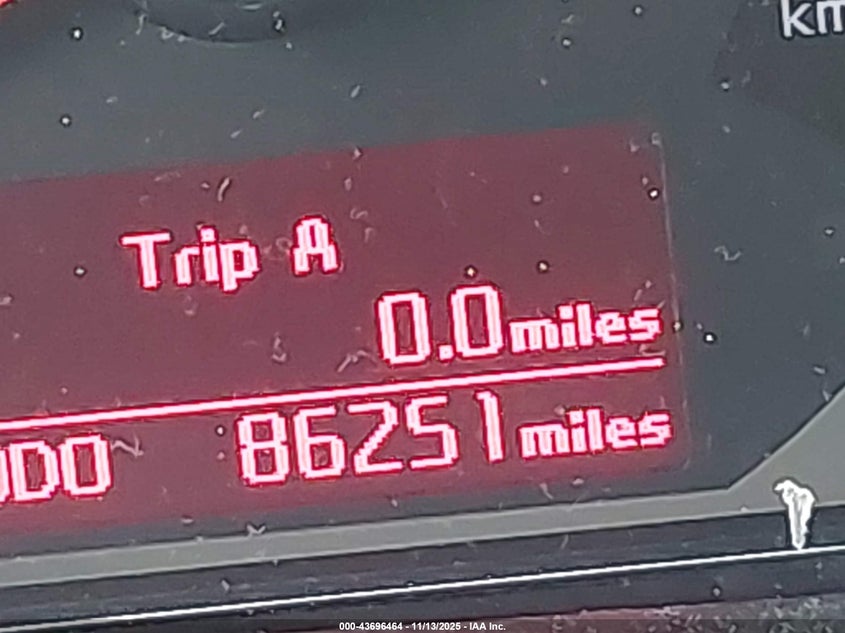 km
Trip A
0.0miles
ODO 86251miles
000-43696464 - 11/13/2025 - IAA Inc.